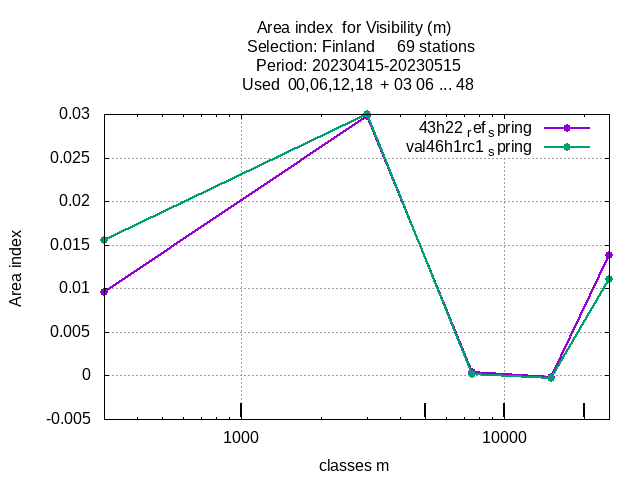 Area index  for Visibility (m)
Selection: Finland     69 stations
Period: 20230415-20230515
Used  00,06,12,18  + 03 06 ... 48
43h22 ref spring
val46h1rc1 spring
0.03
0.025
0.02
0.015
0.01
0.005
0
-0.005
Area index
1000
10000
classes m